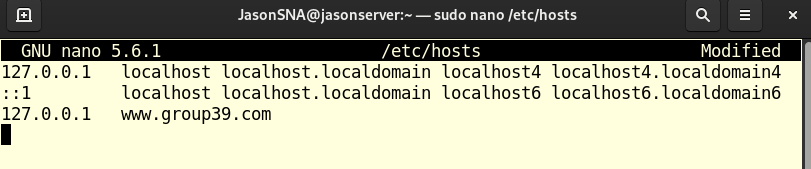 JasonSNA@jasonserver:~ — sudo nano /etc/hosts
GNU nano 5.6.1 /etc/hosts Modified
127.0.0.1 localhost localhost.localdomain localhost4 localhost4.localdomain4
::1 localhost localhost.localdomain localhost6 localhost6.localdomain6
127.0.0.1 www.group39.com